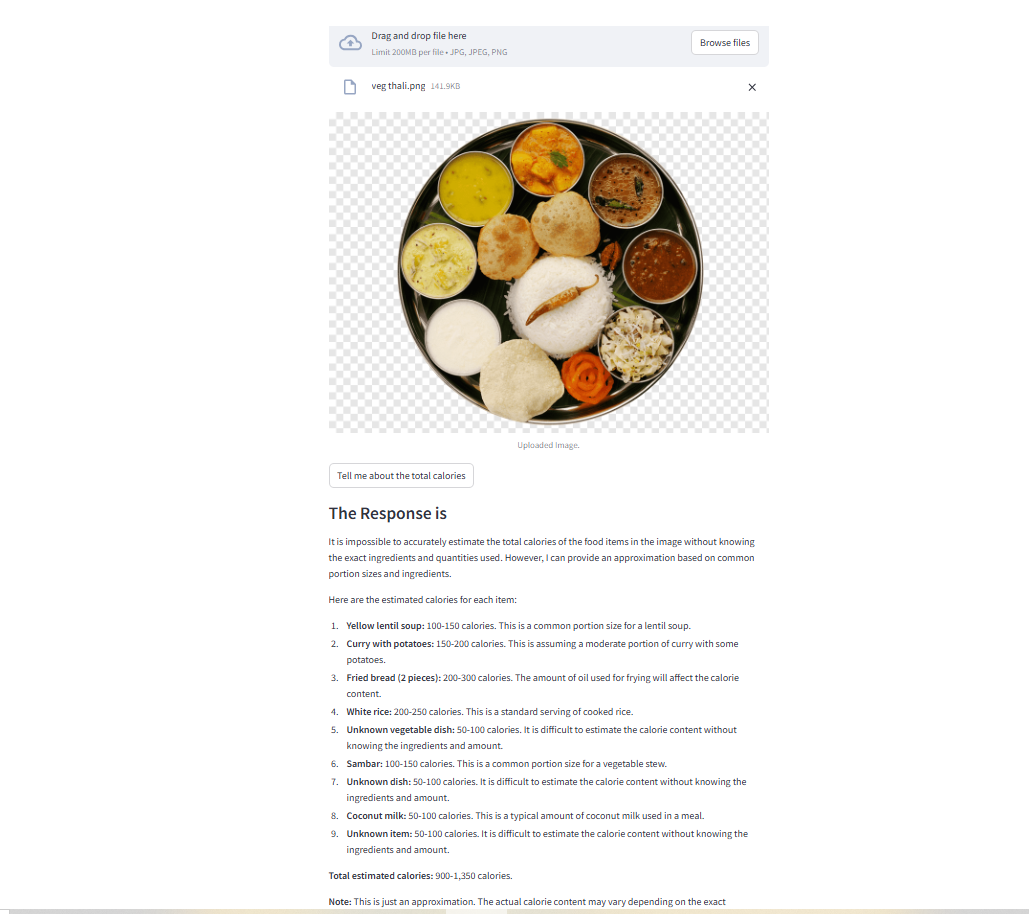 Drag and drop file here
Limit 200MB per file • JPG, JPEG, PNG
Browse files
veg thali.png 141.9KB
Uploaded Image.
Tell me about the total calories
The Response is
It is impossible to accurately estimate the total calories of the food items in the image without knowing
the exact ingredients and quantities used. However, I can provide an approximation based on common
portion sizes and ingredients.
Here are the estimated calories for each item:
1. Yellow lentil soup: 100-150 calories. This is a common portion size for a lentil soup.
2. Curry with potatoes: 150-200 calories. This is assuming a moderate portion of curry with some
potatoes.
3. Fried bread (2 pieces): 200-300 calories. The amount of oil used for frying will affect the calorie
content.
4. White rice: 200-250 calories. This is a standard serving of cooked rice.
5. Unknown vegetable dish: 50-100 calories. It is difficult to estimate the calorie content without
knowing the ingredients and amount.
6. Sambar: 100-150 calories. This is a common portion size for a vegetable stew.
7. Unknown dish: 50-100 calories. It is difficult to estimate the calorie content without knowing the
ingredients and amount.
8. Coconut milk: 50-100 calories. This is a typical amount of coconut milk used in a meal.
9. Unknown item: 50-100 calories. It is difficult to estimate the calorie content without knowing the
ingredients and amount.
Total estimated calories: 900-1,350 calories.
Note: This is just an approximation. The actual calorie content may vary depending on the exact